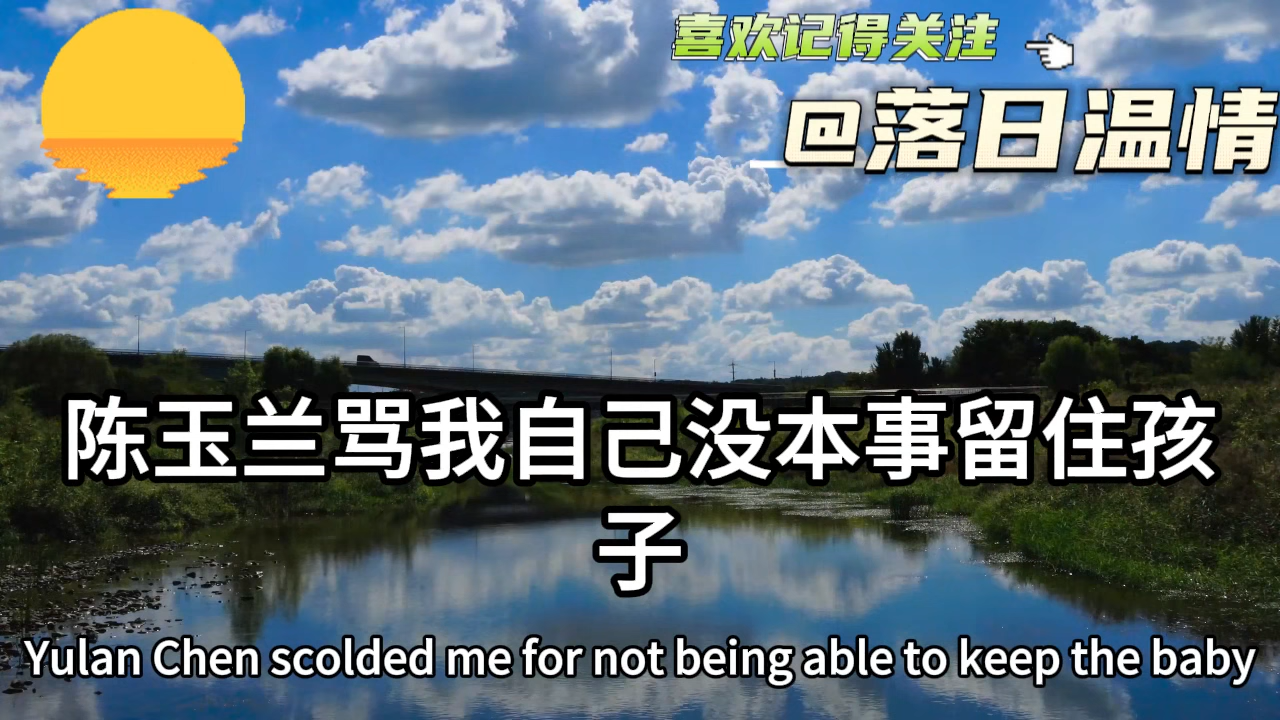 喜欢记得关注
@落日温情
陈玉兰骂我自己没本事留住孩
子
Yulan Chen scolded me for not being able to keep the baby